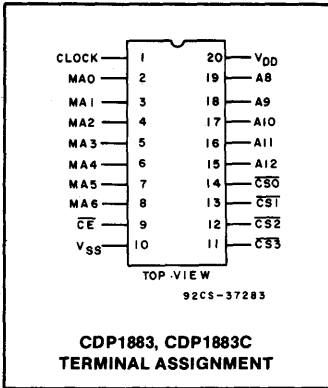 CLOCK 1 20 VDD
MA0 2 19 A8
MA1 3 18 A9
MA2 4 17 A10
MA3 5 16 A11
MA4 6 15 A12
MA5 7 14 CS0
MA6 8 13 CS1
CE 9 12 CS2
VSS 10 11 CS3
TOP VIEW
92CS-37283
CDP1883, CDP1883C
TERMINAL ASSIGNMENT